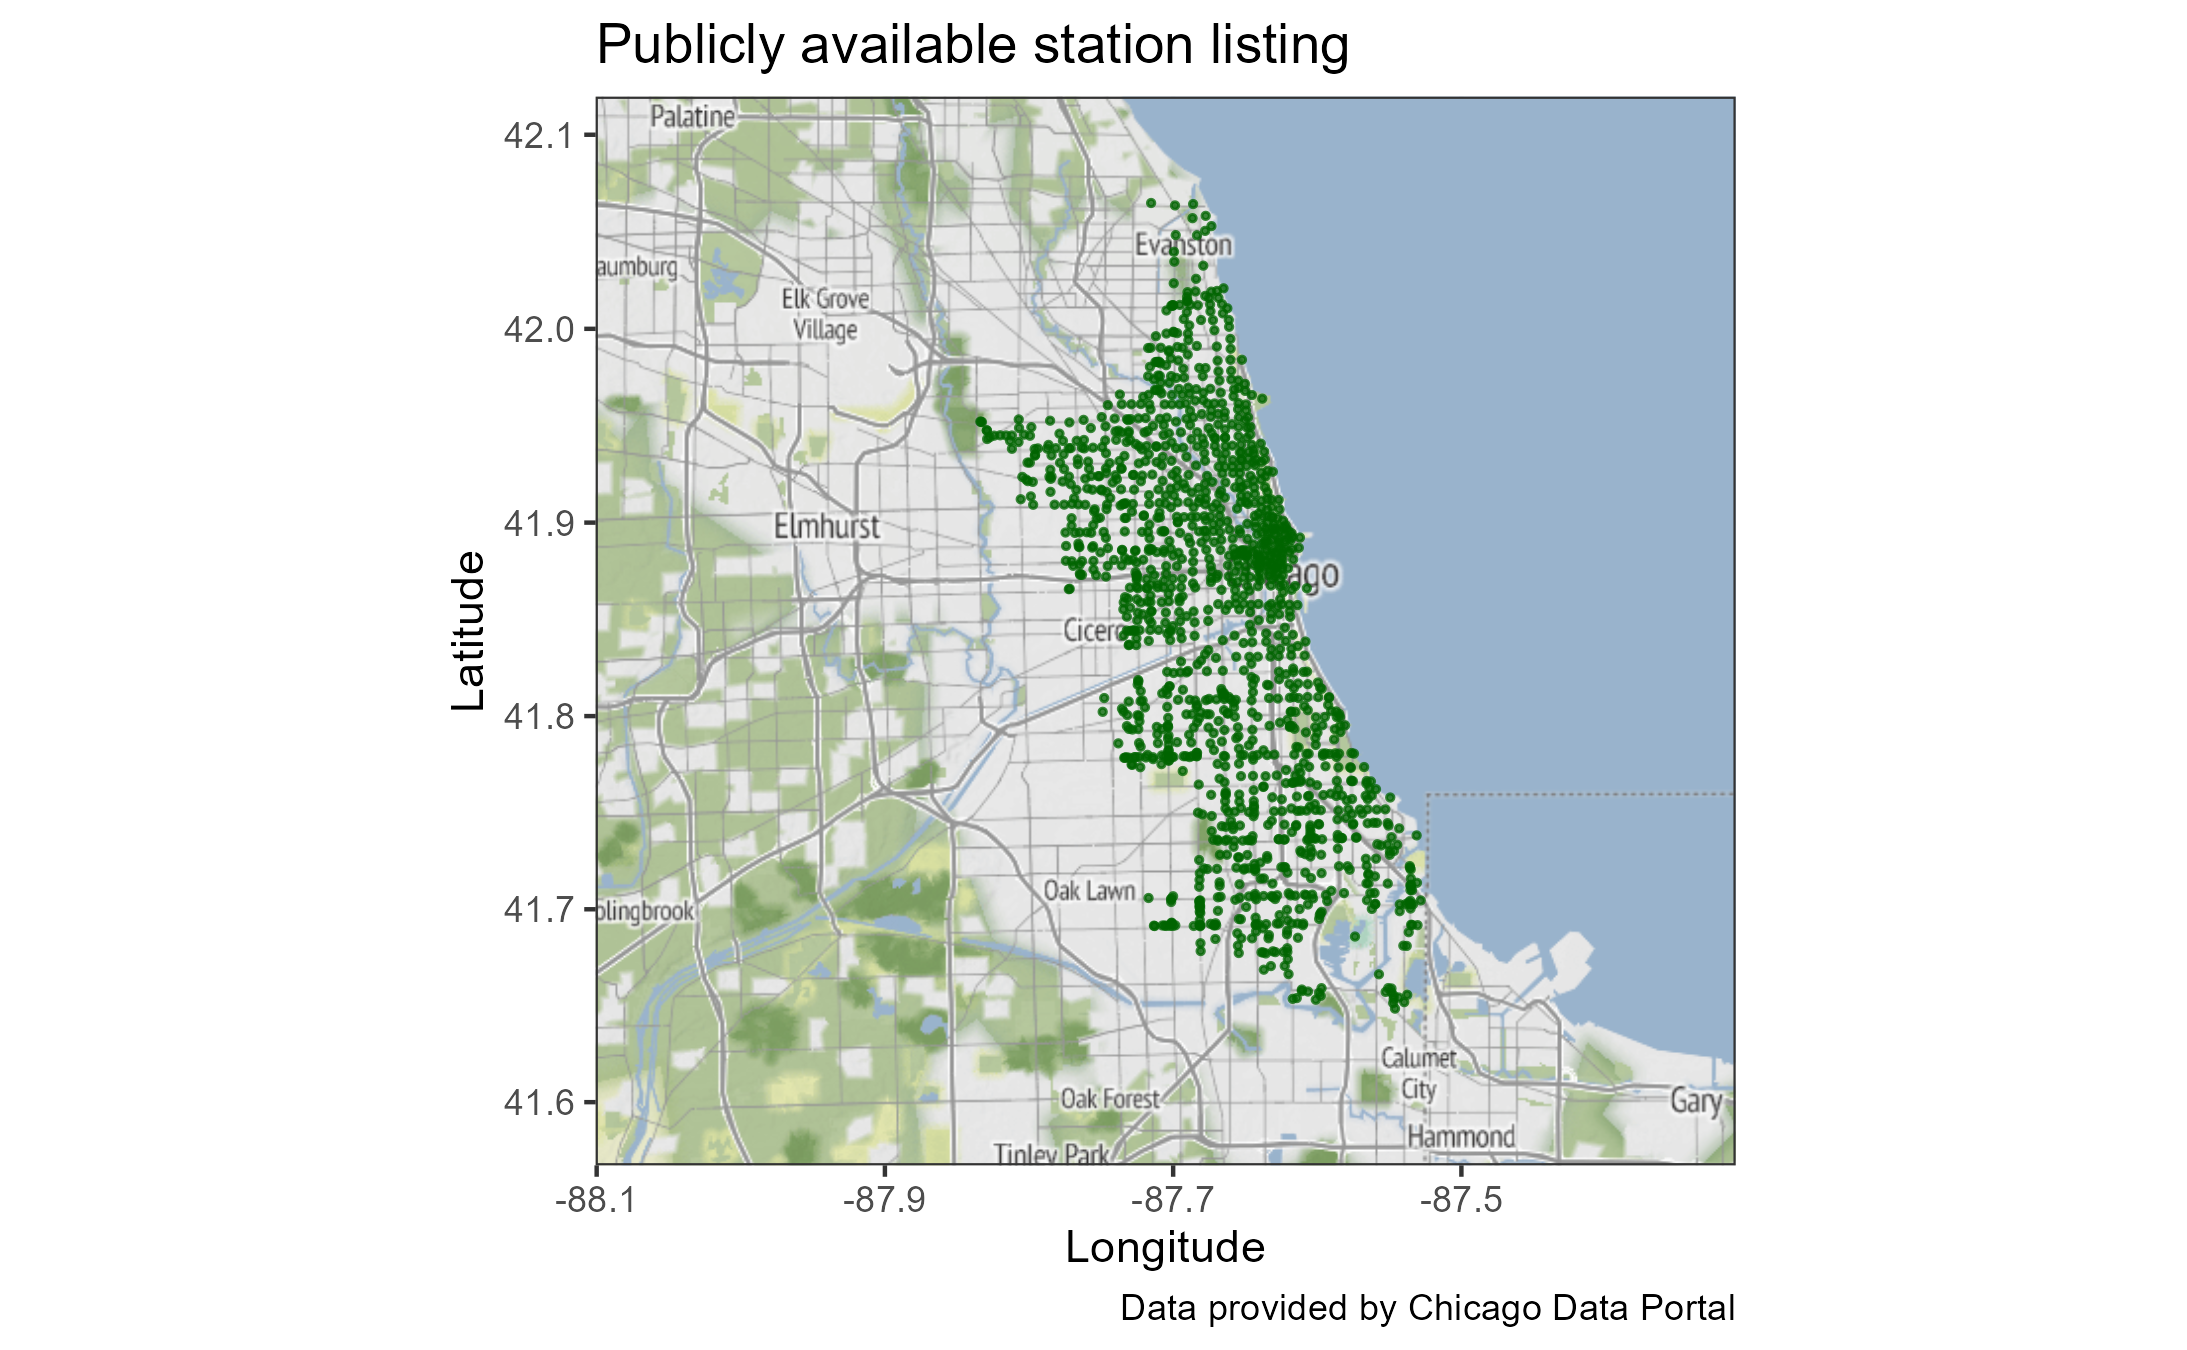 Publicly available station listing
Palatine
42.1
Evanston
aumburg
Elk Grove
Village
42.0
41.9
Elmhurst
ago
Cicero
Latitude
41.8
Oak Lawn
41.7
olingbrook
Calumet
City
41.6
Oak Forest
Gary
Hammond
Tinley Park
-88.1
-87.9
-87.7
-87.5
Longitude
Data provided by Chicago Data Portal